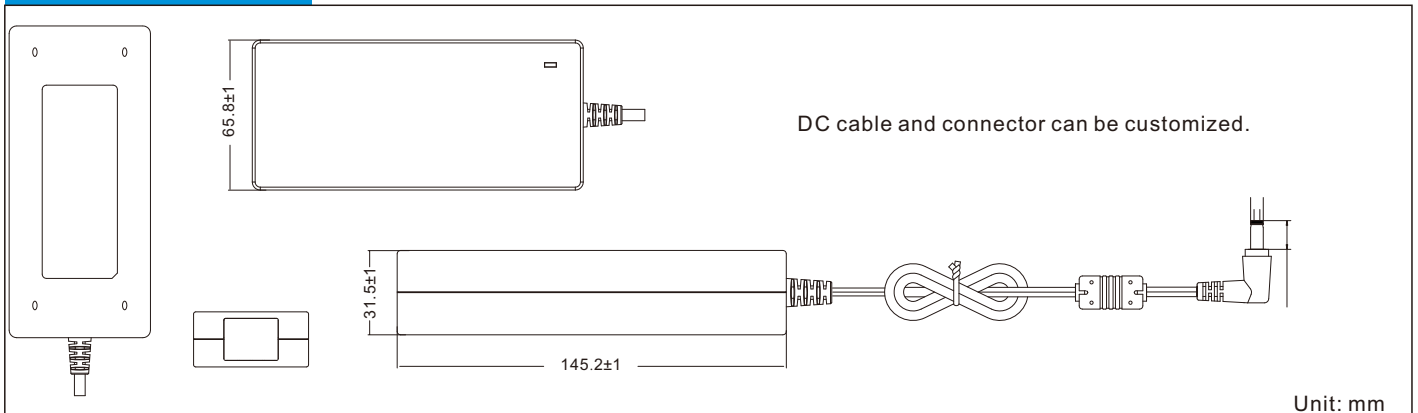 65.8±1
DC cable and connector can be customized.
31.5±1
145.2±1
Unit: mm